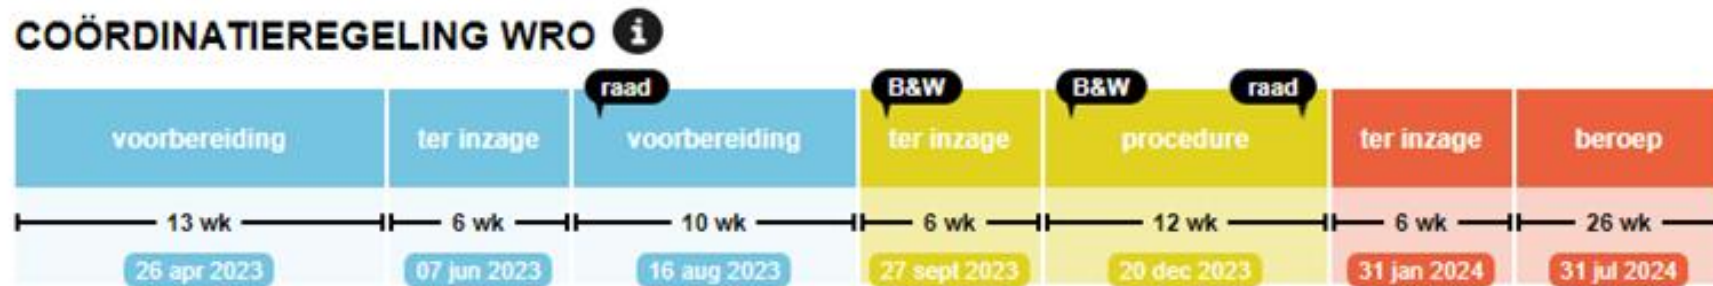 COÖRDINATIEREGELING WRO i
raad B&W B&W raad
voorbereiding ter inzage voorbereiding ter inzage procedure ter inzage beroep
13 wk 6 wk 10 wk 6 wk 12 wk 6 wk 26 wk
26 apr 2023 07 jun 2023 16 aug 2023 27 sept 2023 20 dec 2023 31 jan 2024 31 jul 2024